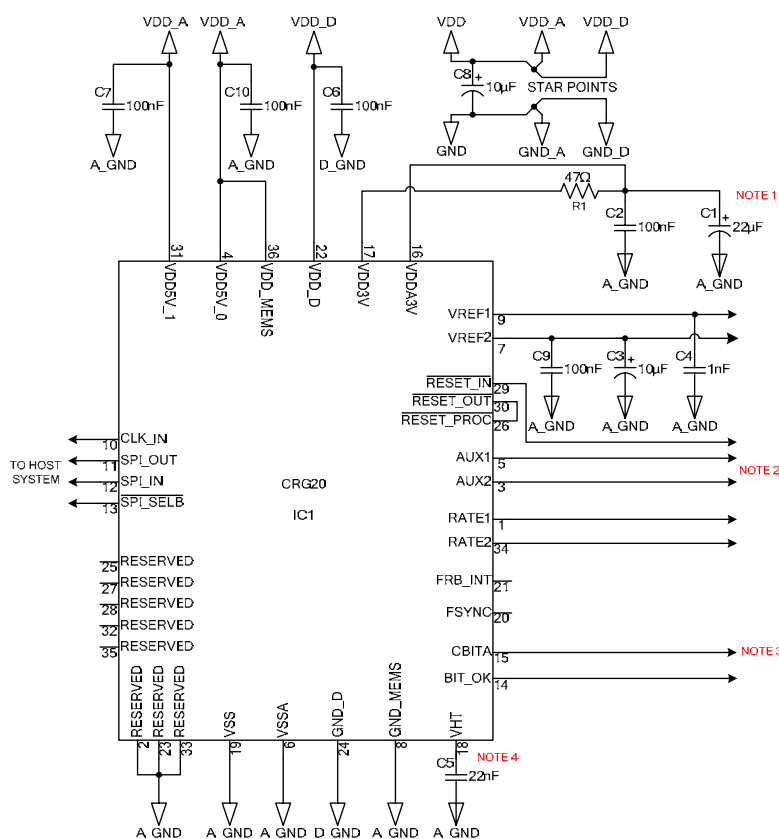 VDD_A VDD_A VDD_D VDD VDD_A VDD_D
C7 100nF C10 100nF C6 100nF C8 + 10µF STAR POINTS
A_GND A_GND D_GND GND GND_A GND_D
47Ω
R1
NOTE 1
C2 100nF C1 + 22µF
A_GND A_GND
31 4 36 22 17 16
VDD5V_1 VDD5V_0 VDD_MEMS VDD_D VDD3V VDDA3V
VREF1 9
VREF2 7
C9 100nF C3 + 10µF C4 1nF
A_GND A_GND A_GND
RESET_IN 29
RESET_OUT 30
RESET_PROC 26
TO HOST
SYSTEM
10 CLK_IN
11 SPI_OUT
12 SPI_IN
13 SPI_SELB
CRG20
IC1
AUX1 5
AUX2 3
NOTE 2
RATE1 1
RATE2 34
25 RESERVED
27 RESERVED
28 RESERVED
32 RESERVED
35 RESERVED
FRB_INT 21
FSYNC 20
CBITA 15
NOTE 3
BIT_OK 14
RESERVED RESERVED RESERVED VSS VSSA GND_D GND_MEMS VHT
2 23 33 19 6 24 8 18
NOTE 4
C5 22nF
A_GND A_GND A_GND D_GND A_GND A_GND